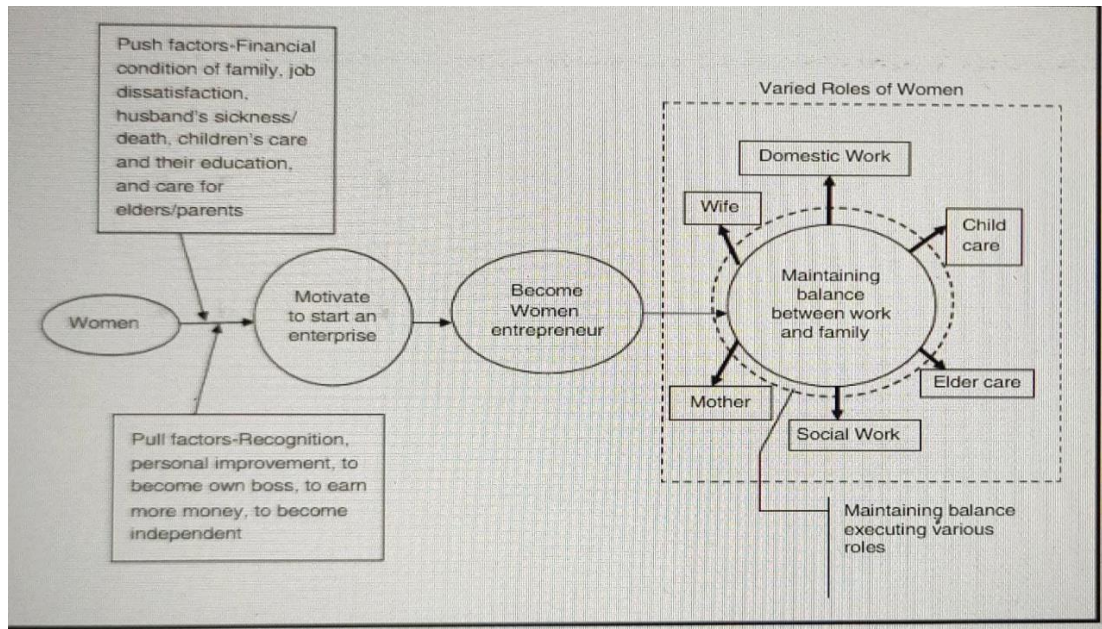 Push factors-Financial
condition of family, job
dissatisfaction,
husband's sickness/
death, children's care
and their education,
and care for
elders/parents
Women
Motivate
to start an
enterprise
Become
Women
entrepreneur
Pull factors-Recognition,
personal improvement, to
become own boss, to earn
more money, to become
independent
Varied Roles of Women
Domestic Work
Wife
Child
care
Maintaining
balance
between work
and family
Elder care
Mother
Social Work
Maintaining balance
executing various
roles